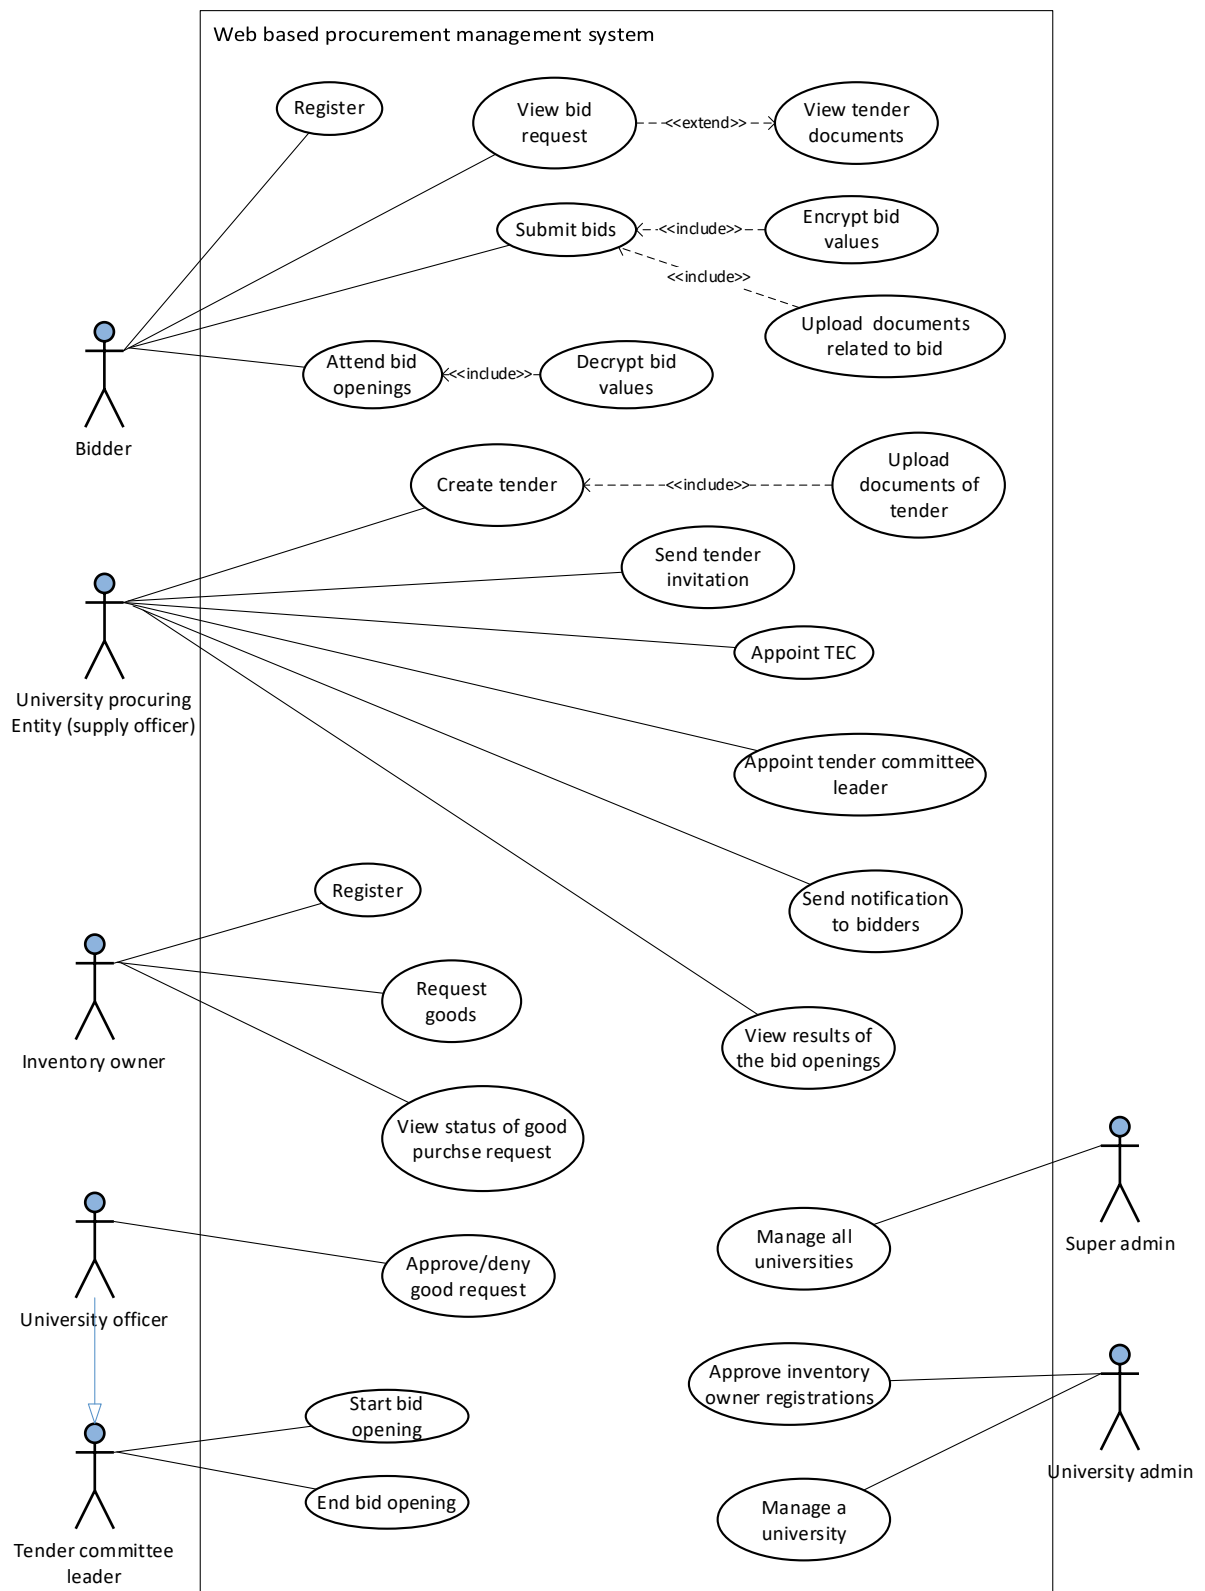 Web based procurement management system
Register
View bid
request
<<extend>>
View tender
documents
Submit bids
<<include>>
Encrypt bid
values
<<include>>
Upload documents
related to bid
Attend bid
openings
<<include>>
Decrypt bid
values
Bidder
Create tender
<<include>>
Upload
documents of
tender
Send tender
invitation
University procuring
Entity (supply officer)
Appoint TEC
Appoint tender committee
leader
Register
Send notification
to bidders
Request
goods
Inventory owner
View results of
the bid openings
View status of good
purchse request
Manage all
universities
Super admin
Approve/deny
good request
University officer
Approve inventory
owner registrations
Start bid
opening
University admin
End bid opening
Manage a
university
Tender committee
leader